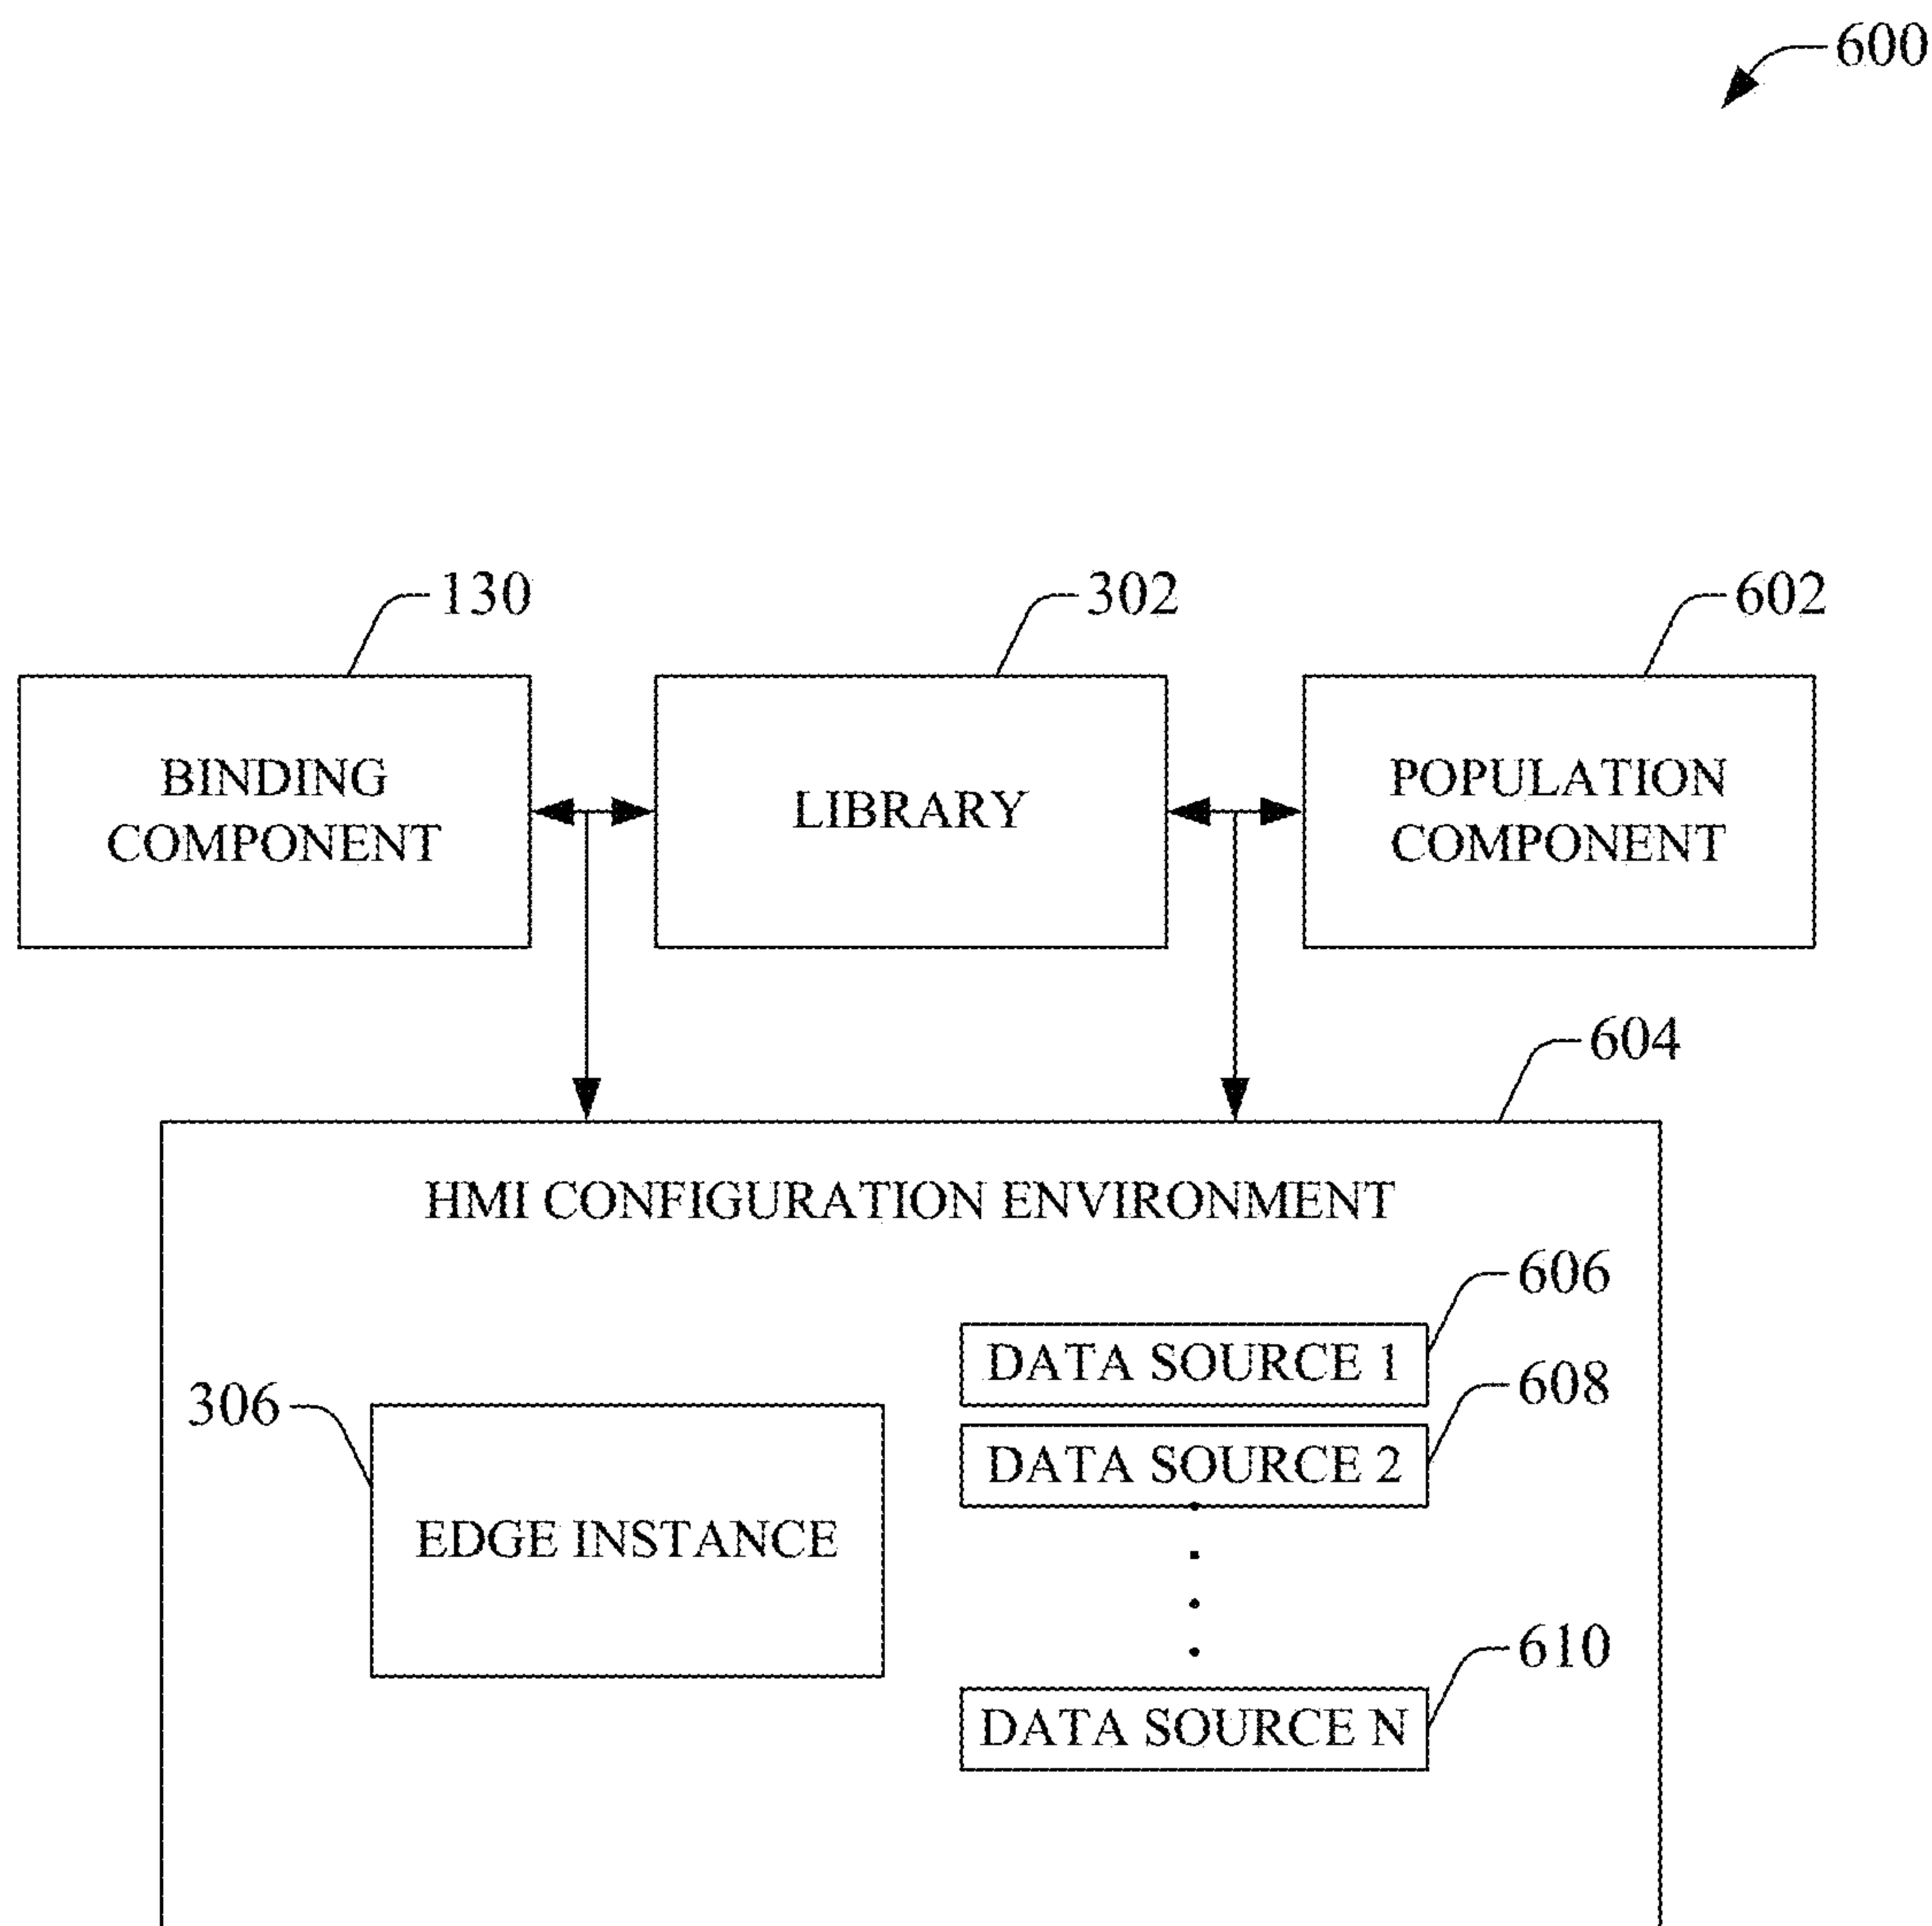 600
130
302
602
BINDING
COMPONENT
LIBRARY
POPULATION
COMPONENT
604
HMI CONFIGURATION ENVIRONMENT
606
DATA SOURCE 1
608
306
DATA SOURCE 2
EDGE INSTANCE
610
DATA SOURCE N